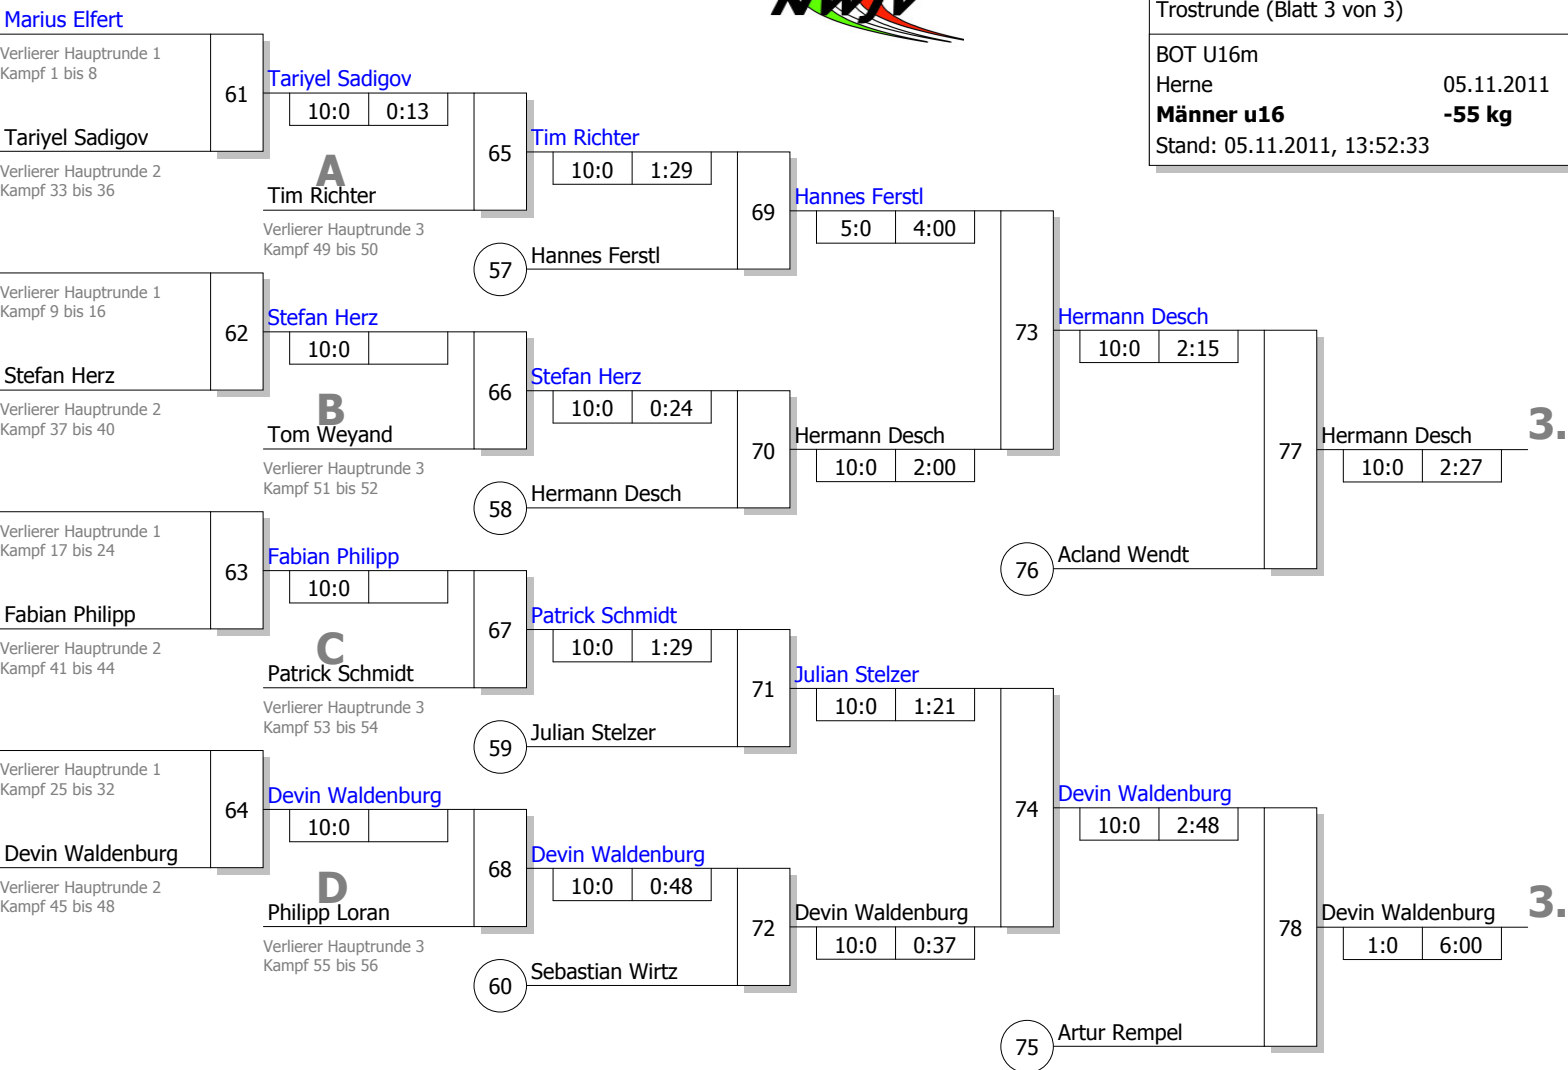 NWJV
Trostrunde (Blatt 3 von 3)
BOT U16m
Herne 05.11.2011
Männer u16 -55 kg
Stand: 05.11.2011, 13:52:33
Marius Elfert
Verlierer Hauptrunde 1
Kampf 1 bis 8
61
Tariyel Sadigov
10:0 0:13
Tariyel Sadigov
Verlierer Hauptrunde 2
Kampf 33 bis 36
A
Tim Richter
Verlierer Hauptrunde 3
Kampf 49 bis 50
65
Tim Richter
10:0 1:29
57
Hannes Ferstl
69
Hannes Ferstl
5:0 4:00
Verlierer Hauptrunde 1
Kampf 9 bis 16
62
Stefan Herz
10:0
Stefan Herz
Verlierer Hauptrunde 2
Kampf 37 bis 40
B
Tom Weyand
Verlierer Hauptrunde 3
Kampf 51 bis 52
66
Stefan Herz
10:0 0:24
58
Hermann Desch
70
Hermann Desch
10:0 2:00
73
Hermann Desch
10:0 2:15
76
Acland Wendt
77
Hermann Desch
10:0 2:27
3.
Verlierer Hauptrunde 1
Kampf 17 bis 24
63
Fabian Philipp
10:0
Fabian Philipp
Verlierer Hauptrunde 2
Kampf 41 bis 44
C
Patrick Schmidt
Verlierer Hauptrunde 3
Kampf 53 bis 54
67
Patrick Schmidt
10:0 1:29
59
Julian Stelzer
71
Julian Stelzer
10:0 1:21
Verlierer Hauptrunde 1
Kampf 25 bis 32
64
Devin Waldenburg
10:0
Devin Waldenburg
Verlierer Hauptrunde 2
Kampf 45 bis 48
D
Philipp Loran
Verlierer Hauptrunde 3
Kampf 55 bis 56
68
Devin Waldenburg
10:0 0:48
60
Sebastian Wirtz
72
Devin Waldenburg
10:0 0:37
74
Devin Waldenburg
10:0 2:48
75
Artur Rempel
78
Devin Waldenburg
1:0 6:00
3.